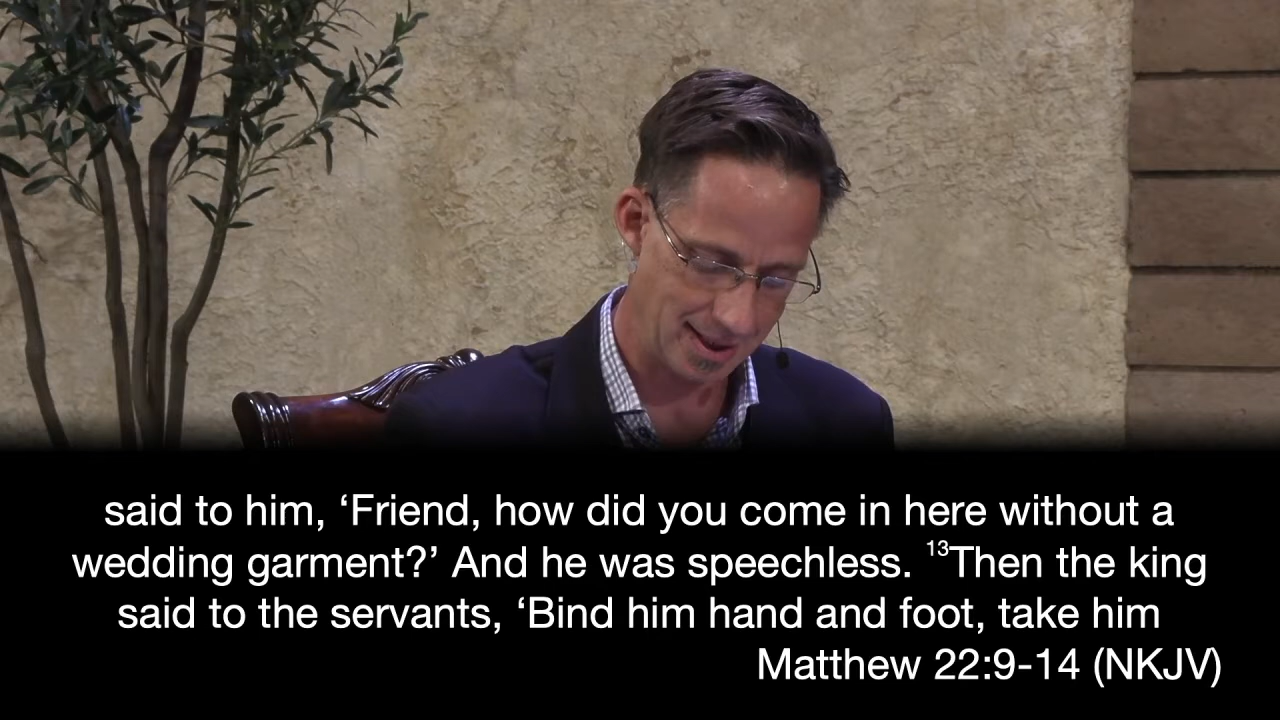 said to him, ‘Friend, how did you come in here without a
wedding garment?’ And he was speechless. ¹³Then the king
said to the servants, ‘Bind him hand and foot, take him
Matthew 22:9-14 (NKJV)